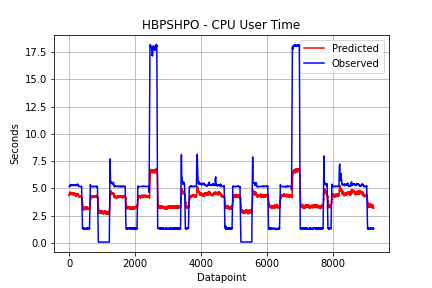 HBPSHPO - CPU User Time
Predicted
Observed
17.5
15.0
12.5
10.0
7.5
5.0
2.5
0.0
Seconds
0 2000 4000 6000 8000
Datapoint